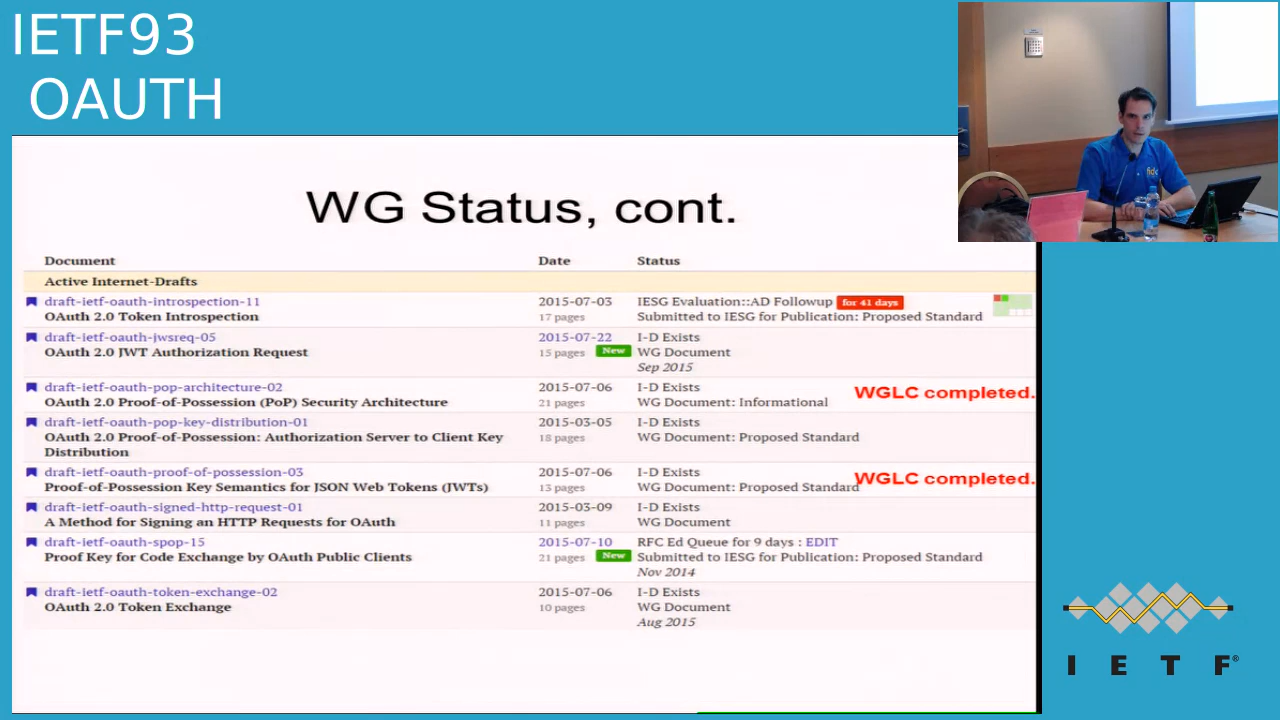 IETF93
OAUTH
WG Status, cont.
Document Date Status
Active Internet-Drafts
draft-ietf-oauth-introspection-11 2015-07-03 IESG Evaluation::AD Followup for 41 days
OAuth 2.0 Token Introspection 17 pages Submitted to IESG for Publication: Proposed Standard
draft-ietf-oauth-jwsreq-05 2015-07-22 I-D Exists
OAuth 2.0 JWT Authorization Request 15 pages New WG Document
Sep 2015
draft-ietf-oauth-pop-architecture-02 2015-07-06 I-D Exists WGLC completed.
OAuth 2.0 Proof-of-Possession (PoP) Security Architecture 21 pages WG Document: Informational
draft-ietf-oauth-pop-key-distribution-01 2015-03-05 I-D Exists
OAuth 2.0 Proof-of-Possession: Authorization Server to Client Key 18 pages WG Document: Proposed Standard
Distribution
draft-ietf-oauth-proof-of-possession-03 2015-07-06 I-D Exists WGLC completed.
Proof-of-Possession Key Semantics for JSON Web Tokens (JWTs) 13 pages WG Document: Proposed Standard
draft-ietf-oauth-signed-http-request-01 2015-03-09 I-D Exists
A Method for Signing an HTTP Requests for OAuth 11 pages WG Document
draft-ietf-oauth-spop-15 2015-07-10 RFC Ed Queue for 9 days : EDIT
Proof Key for Code Exchange by OAuth Public Clients 21 pages New Submitted to IESG for Publication: Proposed Standard
Nov 2014
draft-ietf-oauth-token-exchange-02 2015-07-06 I-D Exists
OAuth 2.0 Token Exchange 10 pages WG Document
Aug 2015
fido
I E T F®